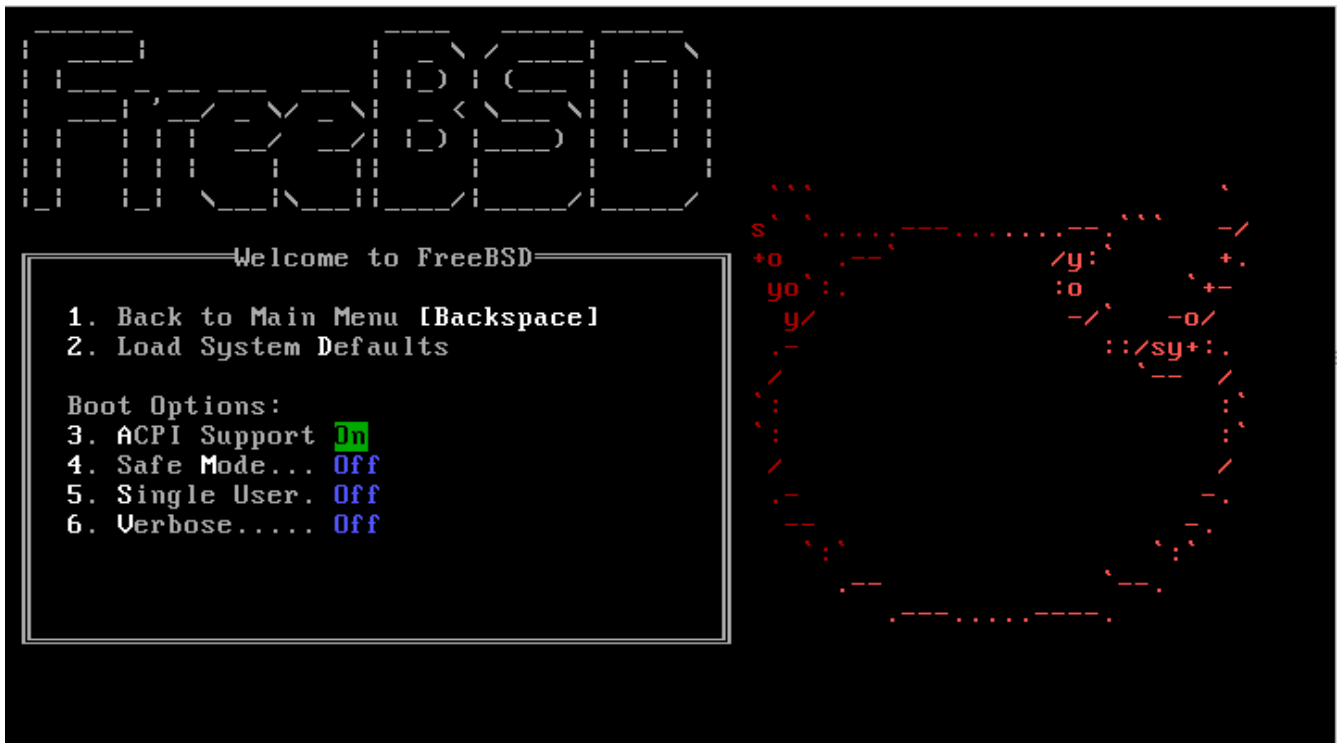 FreeBSD
Welcome to FreeBSD
1. Back to Main Menu [Backspace]
2. Load System Defaults
Boot Options:
3. ACPI Support On
4. Safe Mode... Off
5. Single User. Off
6. Verbose..... Off